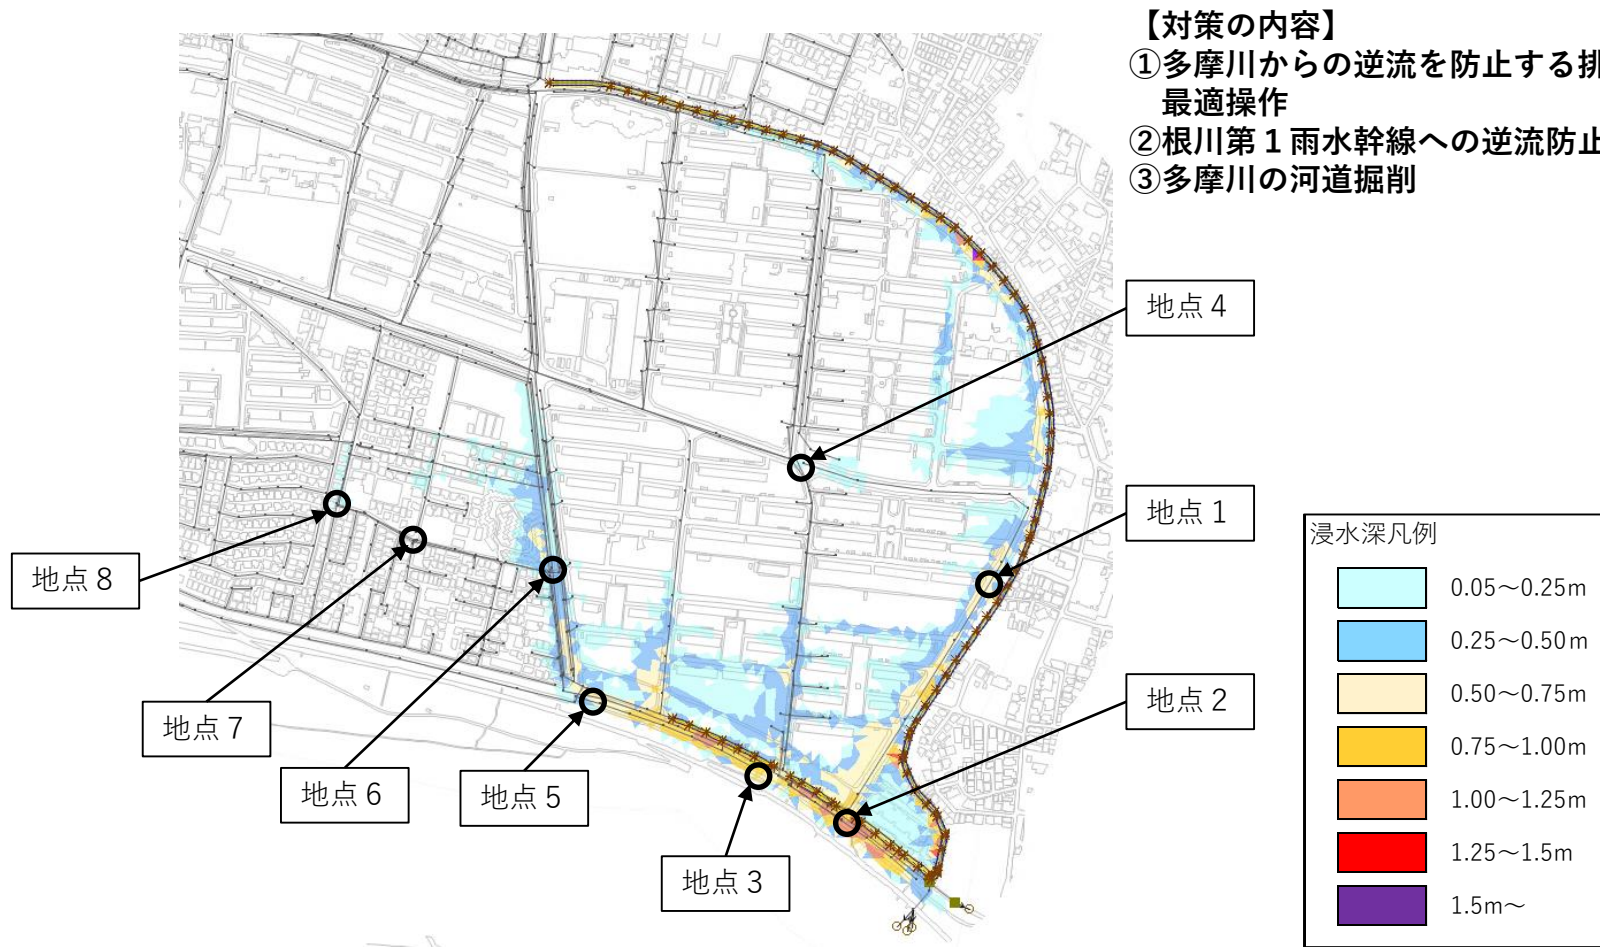 【対策の内容】
①多摩川からの逆流を防止する排
最適操作
②根川第１雨水幹線への逆流防止
③多摩川の河道掘削
地点４
地点１
地点８
地点２
地点７
地点６
地点５
地点３
浸水深凡例
0.05～0.25m
0.25～0.50m
0.50～0.75m
0.75～1.00m
1.00～1.25m
1.25～1.5m
1.5m～